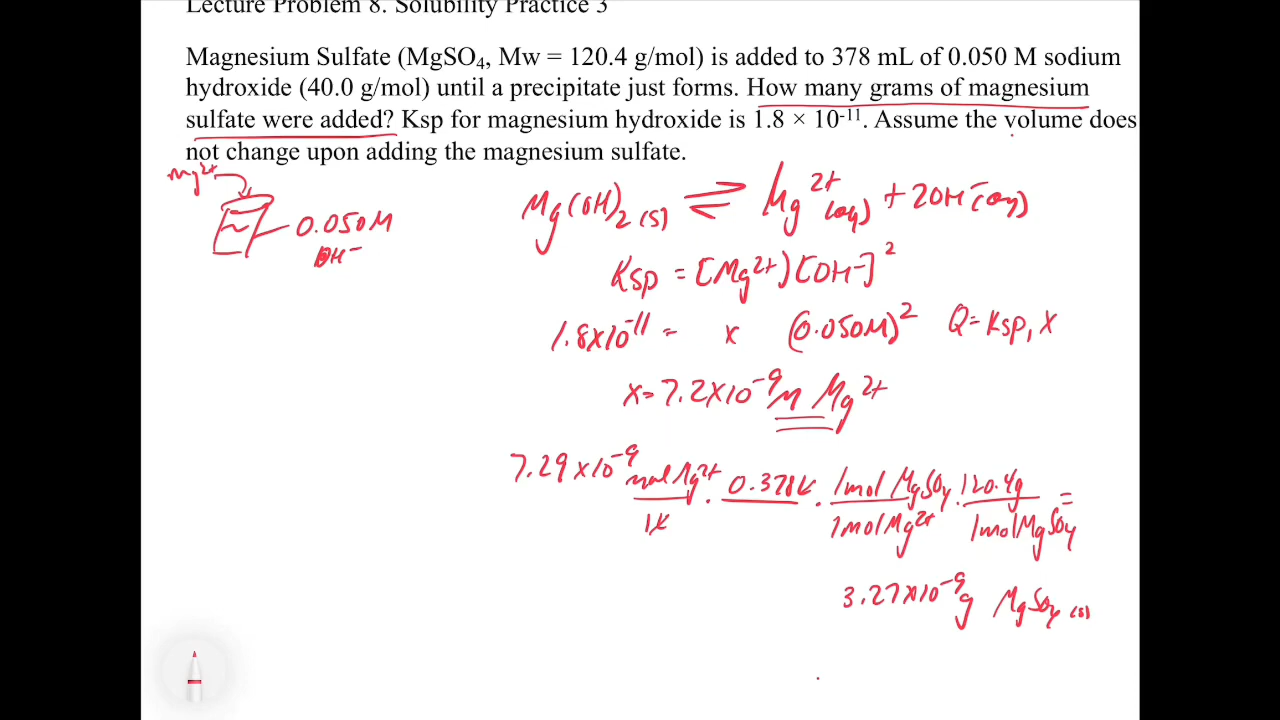 Lecture Problem 8. Solubility Practice 3
Magnesium Sulfate (MgSO₄, Mw = 120.4 g/mol) is added to 378 mL of 0.050 M sodium
hydroxide (40.0 g/mol) until a precipitate just forms. How many grams of magnesium
sulfate were added? Ksp for magnesium hydroxide is 1.8 × 10⁻¹¹. Assume the volume does
not change upon adding the magnesium sulfate.
Mg²⁺
0.050M
OH⁻
Mg(OH)₂(s) ⇌ Mg²⁺(aq) + 2OH⁻(aq)
Ksp = [Mg²⁺][OH⁻]²
1.8x10⁻¹¹ = x (0.050M)² Q=Ksp, x
x=7.2x10⁻⁹M Mg²⁺
7.29x10⁻⁹ mol Mg²⁺ / 1L · 0.378L · 1mol MgSO₄ / 1mol Mg²⁺ · 120.4g / 1mol MgSO₄ =
3.27x10⁻⁹g MgSO₄(s)